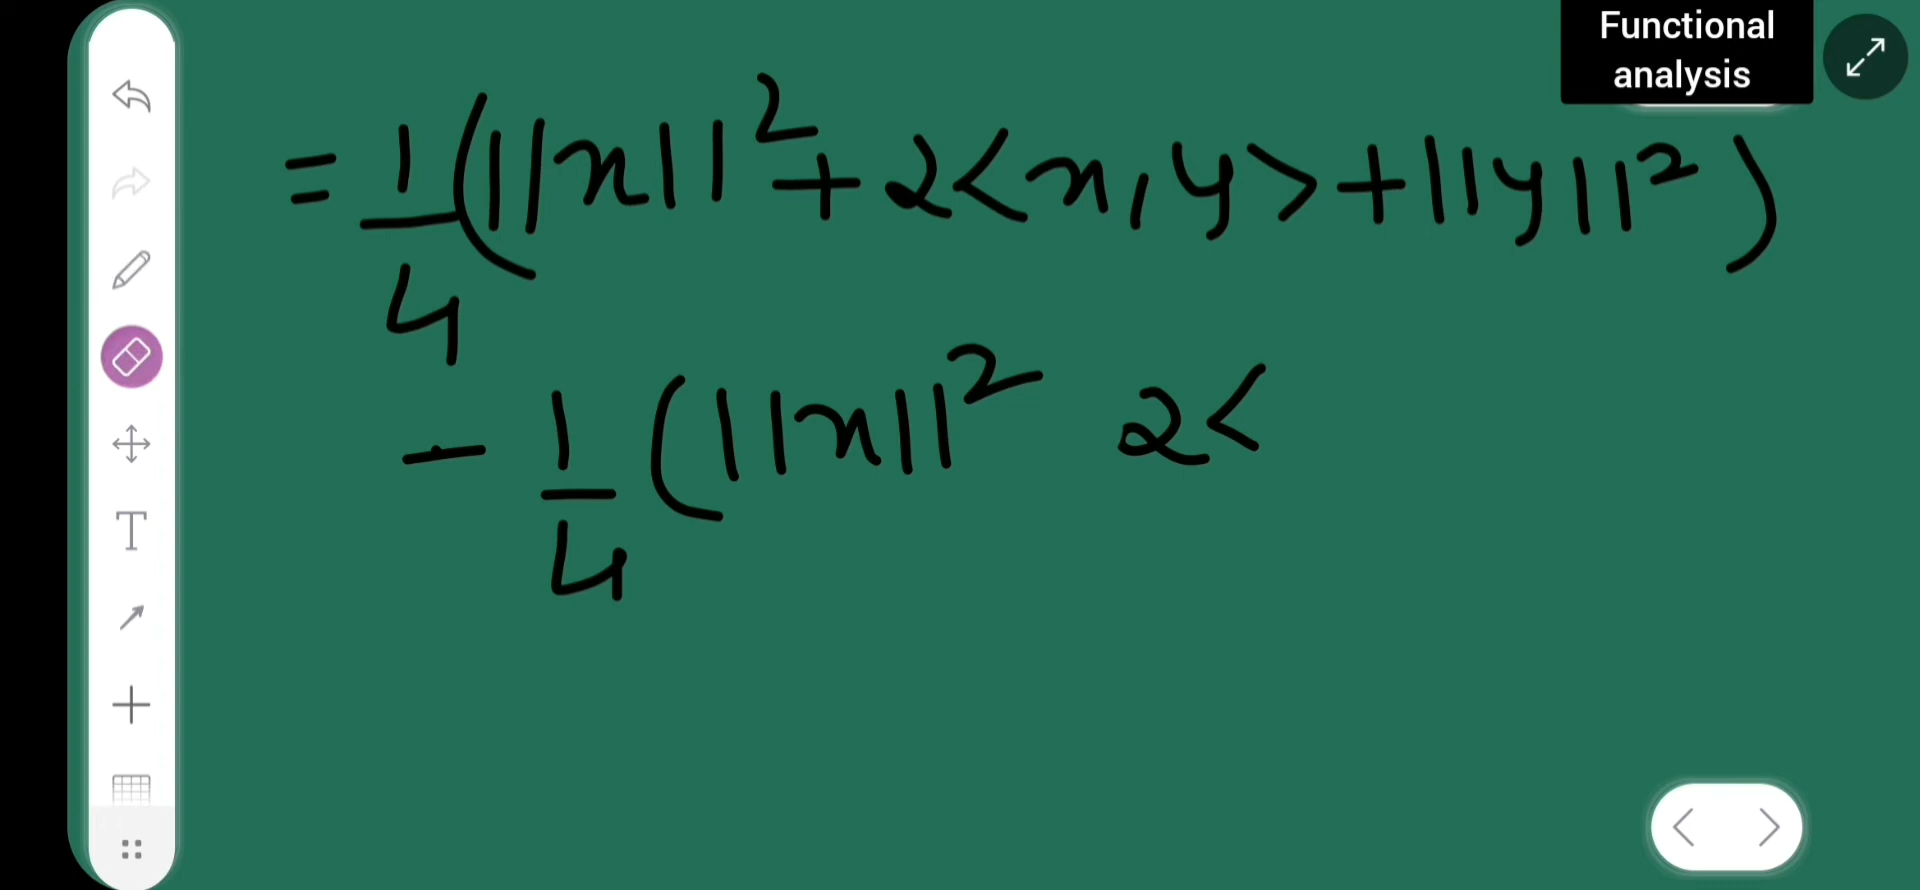 Functional
analysis
= 1/4 (||x||² + 2<x, y> + ||y||²)
- 1/4 (||x||² 2<
T